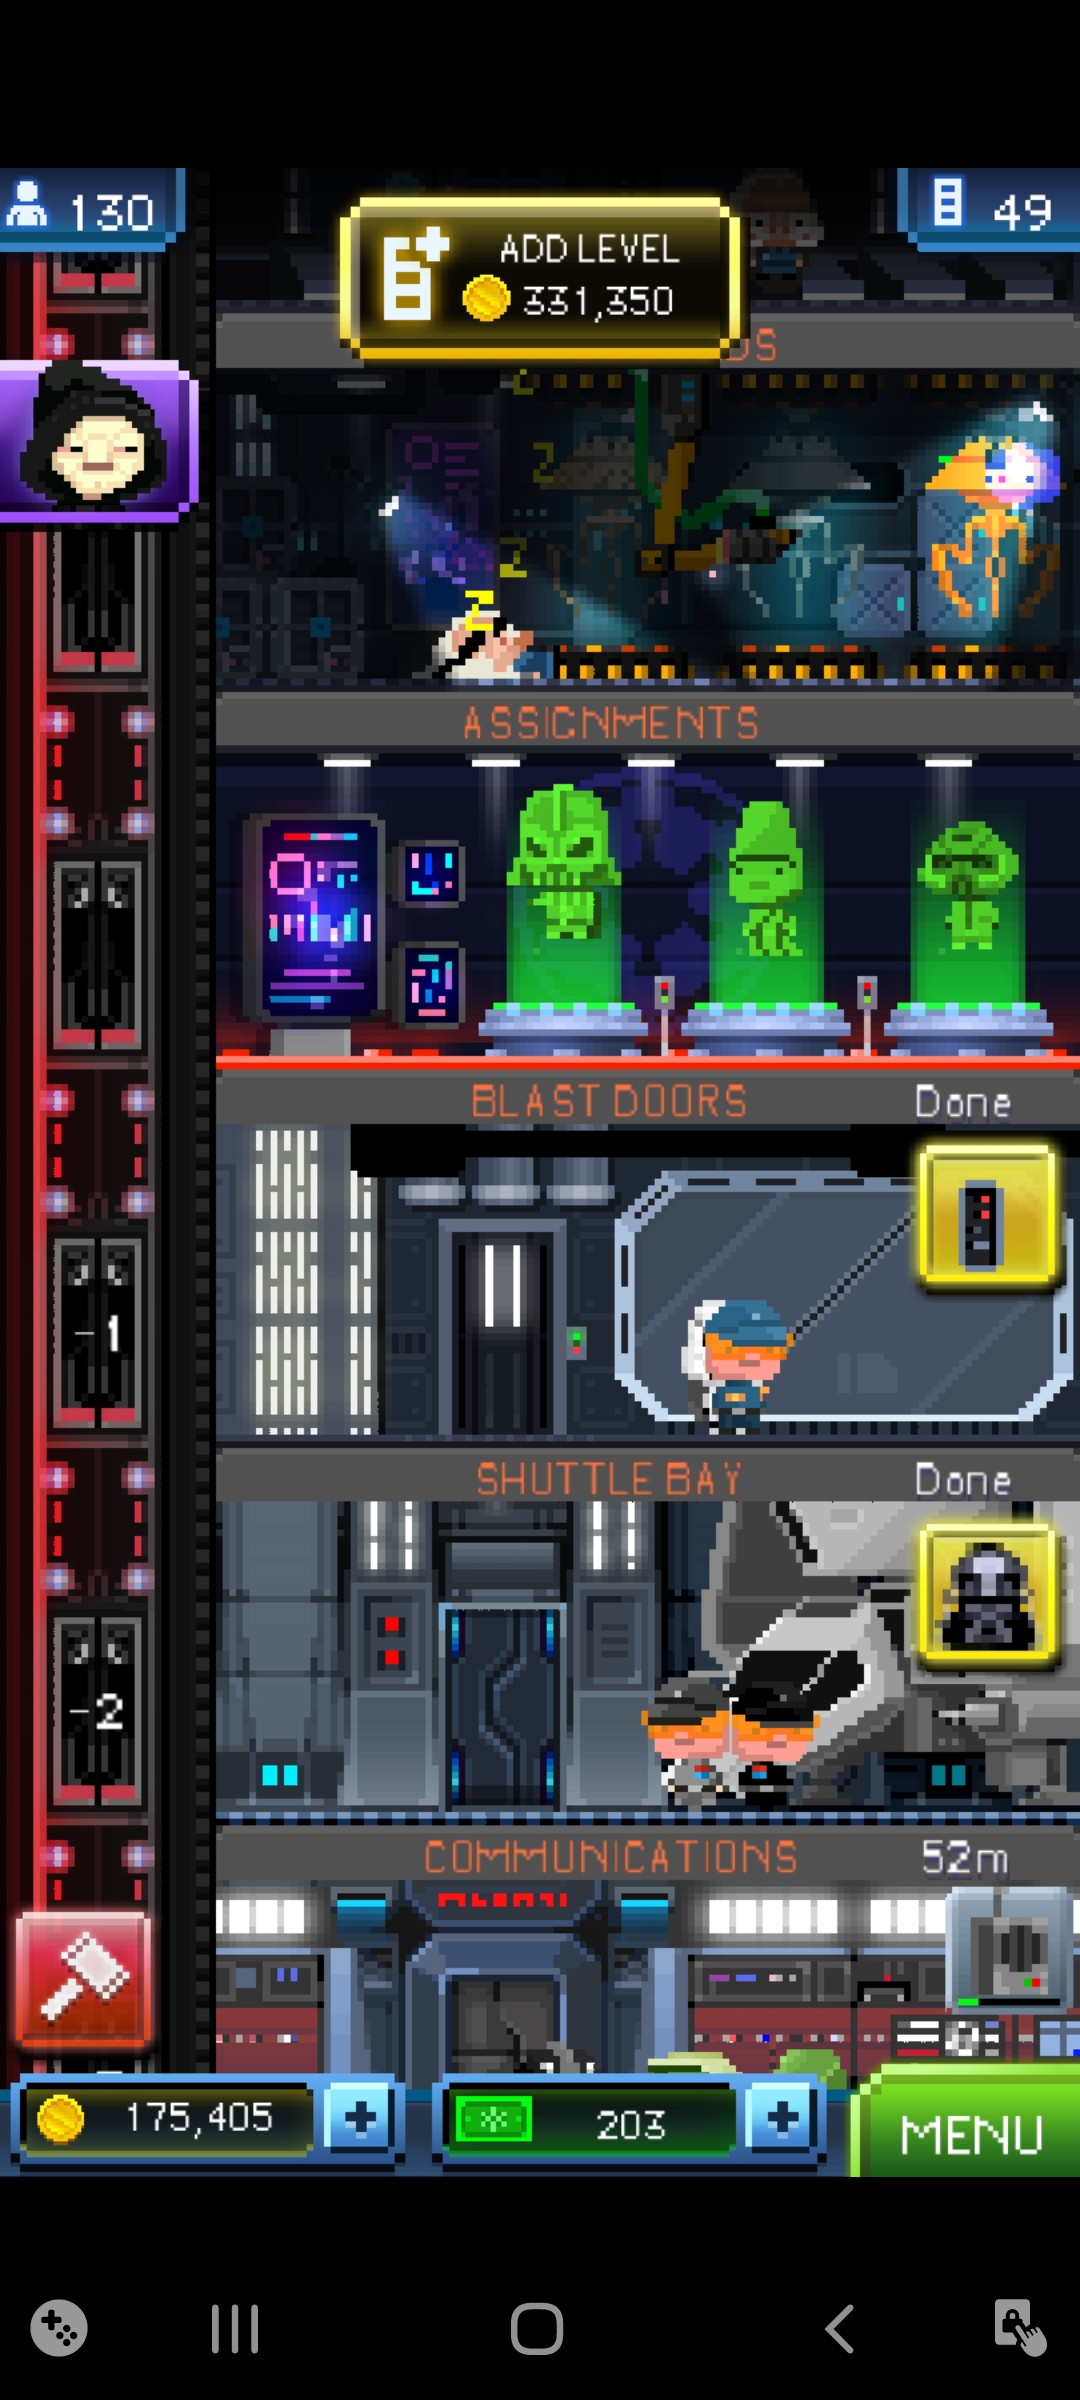 130
ADD LEVEL
331,350
49
DS
Z
Z
Z
Z
ASSIGNMENTS
BLAST DOORS Done
-1
SHUTTLE BAY Done
-2
COMMUNICATIONS 52m
175,405
203
MENU